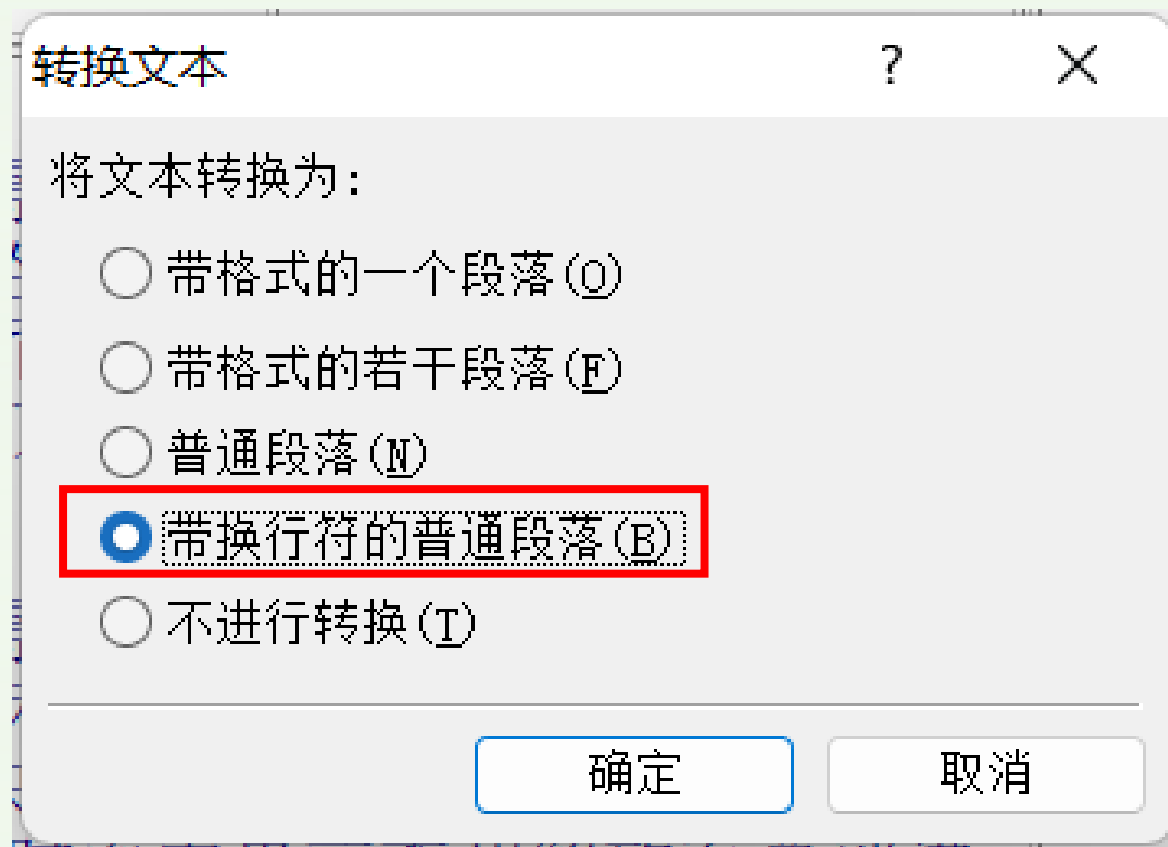 转换文本 ?
将文本转换为:
带格式的一个段落(O)
带格式的若干段落(F)
普通段落(N)
带换行符的普通段落(B)
不进行转换(T)
确定 取消